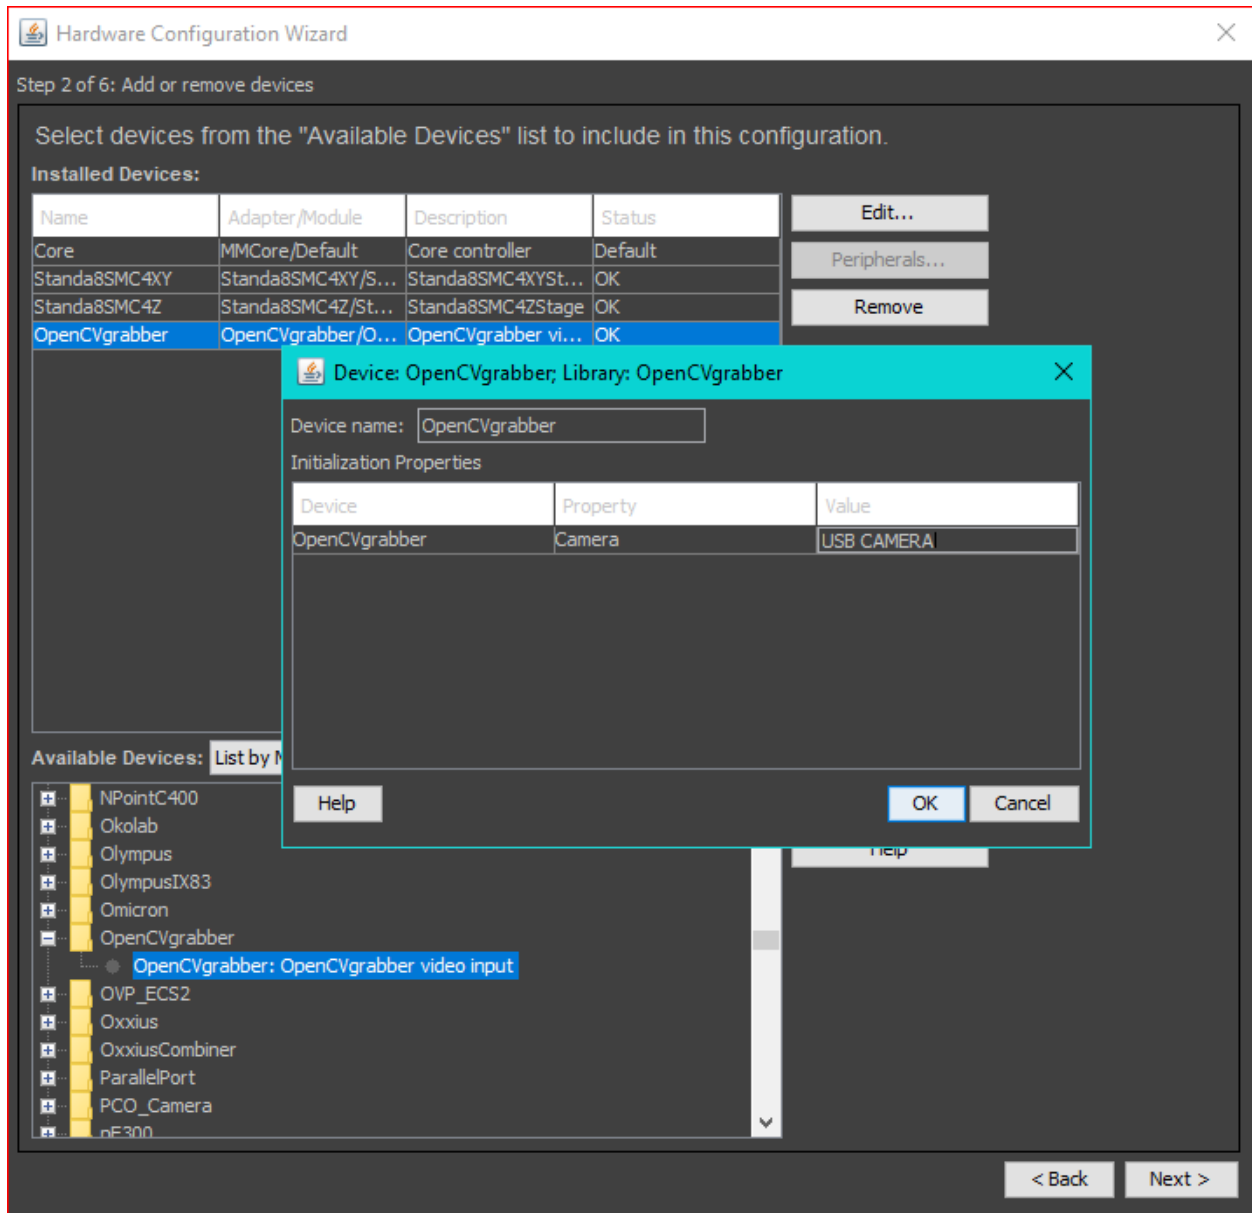 Hardware Configuration Wizard
Step 2 of 6: Add or remove devices
Select devices from the "Available Devices" list to include in this configuration.
Installed Devices:
Name Adapter/Module Description Status
Core MMCore/Default Core controller Default
Standa8SMC4XY Standa8SMC4XY/S... Standa8SMC4XYSt... OK
Standa8SMC4Z Standa8SMC4Z/St... Standa8SMC4ZStage OK
OpenCVgrabber OpenCVgrabber/O... OpenCVgrabber vi... OK
Edit...
Peripherals...
Remove
Device: OpenCVgrabber; Library: OpenCVgrabber
Device name: OpenCVgrabber
Initialization Properties
Device Property Value
OpenCVgrabber Camera USB CAMERA
Help OK Cancel
Available Devices: List by
Help
NPointC400
Okolab
Olympus
OlympusIX83
Omicron
OpenCVgrabber
OpenCVgrabber: OpenCVgrabber video input
OVP_ECS2
Oxxius
OxxiusCombiner
ParallelPort
PCO_Camera
pE300
< Back Next >